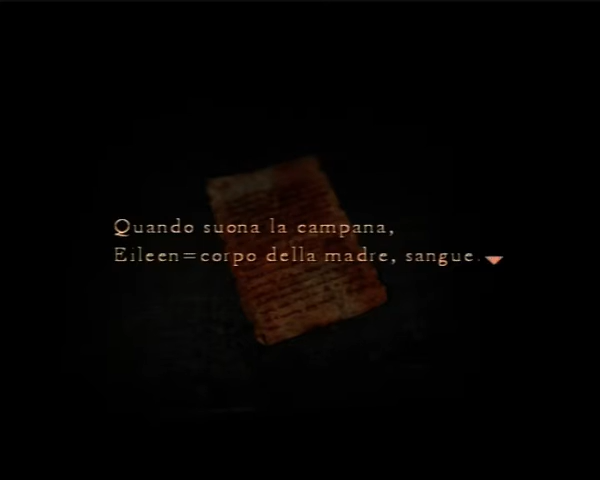 Quando suona la campana,
Eileen=corpo della madre, sangue.